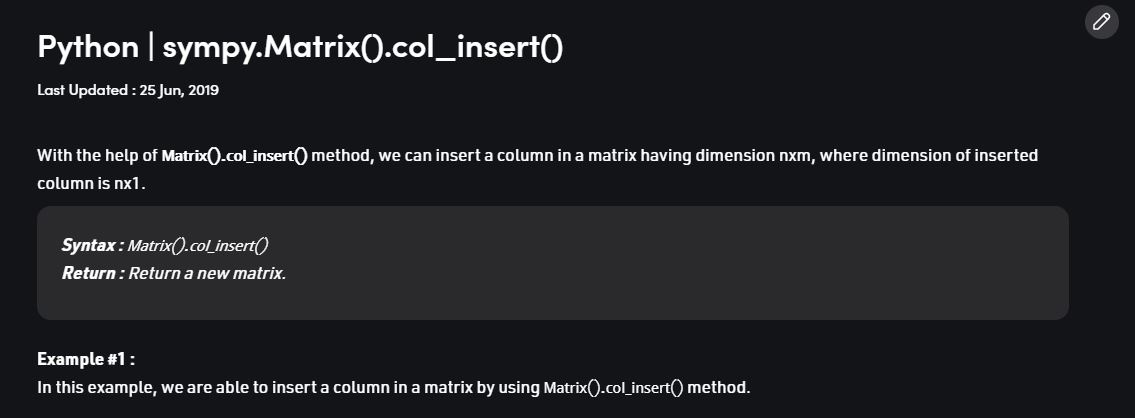 Python | sympy.Matrix().col_insert()
Last Updated : 25 Jun, 2019
With the help of Matrix().col_insert() method, we can insert a column in a matrix having dimension nxm, where dimension of inserted
column is nx1.
Syntax : Matrix().col_insert()
Return : Return a new matrix.
Example #1 :
In this example, we are able to insert a column in a matrix by using Matrix().col_insert() method.